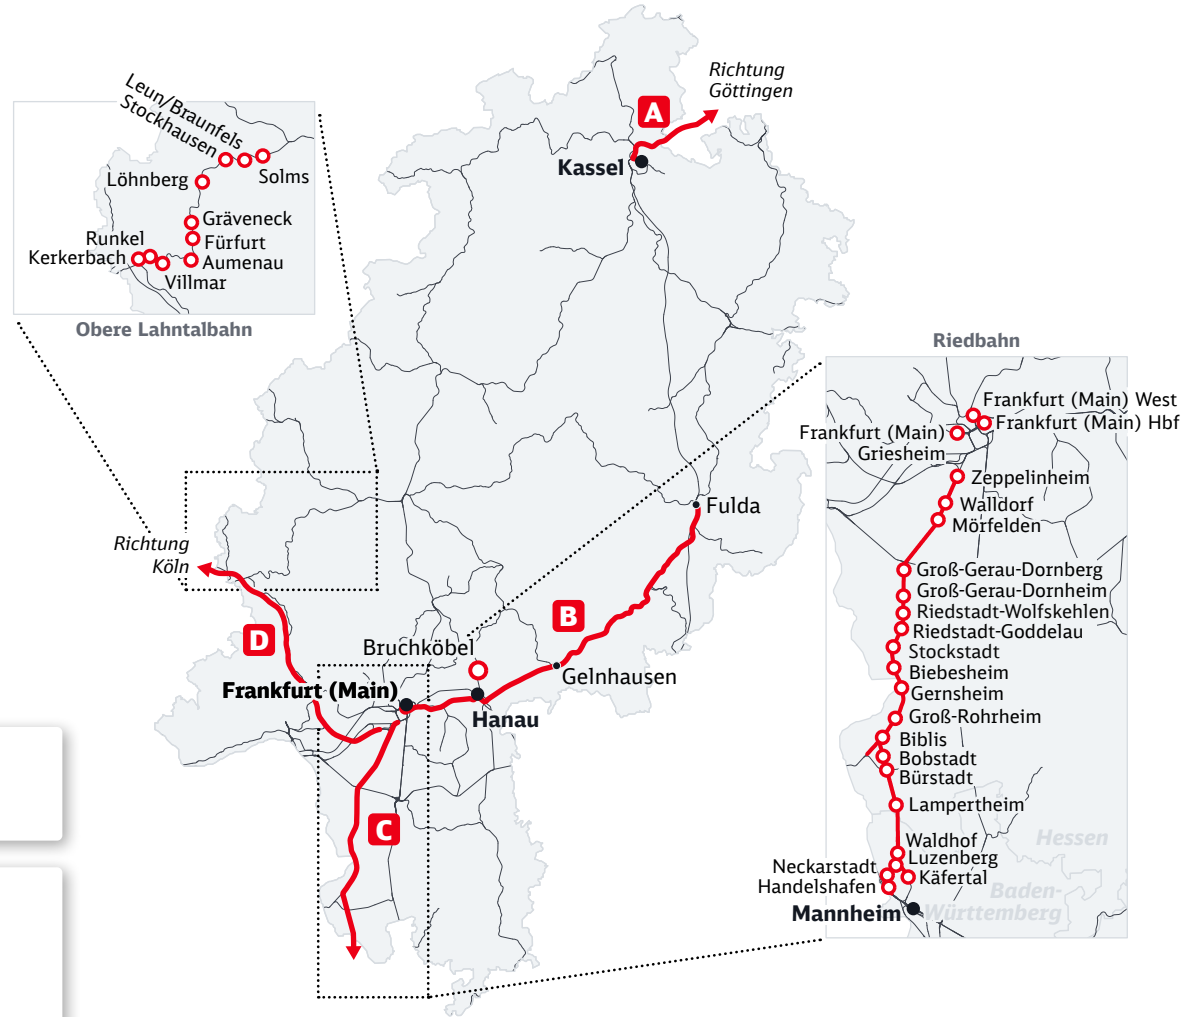 Richtung
Göttingen
A
Kassel
Leun/Braunfels
Stockhausen
Löhnberg
Solms
Gräveneck
Runkel
Fürfurt
Kerkerbach
Aumenau
Villmar
Obere Lahntalbahn
Richtung
Köln
D
Fulda
B
Bruchköbel
Gelnhausen
Frankfurt (Main)
Hanau
C
Riedbahn
Frankfurt (Main) West
Frankfurt (Main) Hbf
Frankfurt (Main)
Griesheim
Zeppelinheim
Walldorf
Mörfelden
Groß-Gerau-Dornberg
Groß-Gerau-Dornheim
Riedstadt-Wolfskehlen
Riedstadt-Goddelau
Stockstadt
Biebesheim
Gernsheim
Groß-Rohrheim
Biblis
Bobstadt
Bürstadt
Lampertheim
Hessen
Waldhof
Luzenberg
Neckarstadt
Käfertal
Handelshafen
Baden-
Württemberg
Mannheim